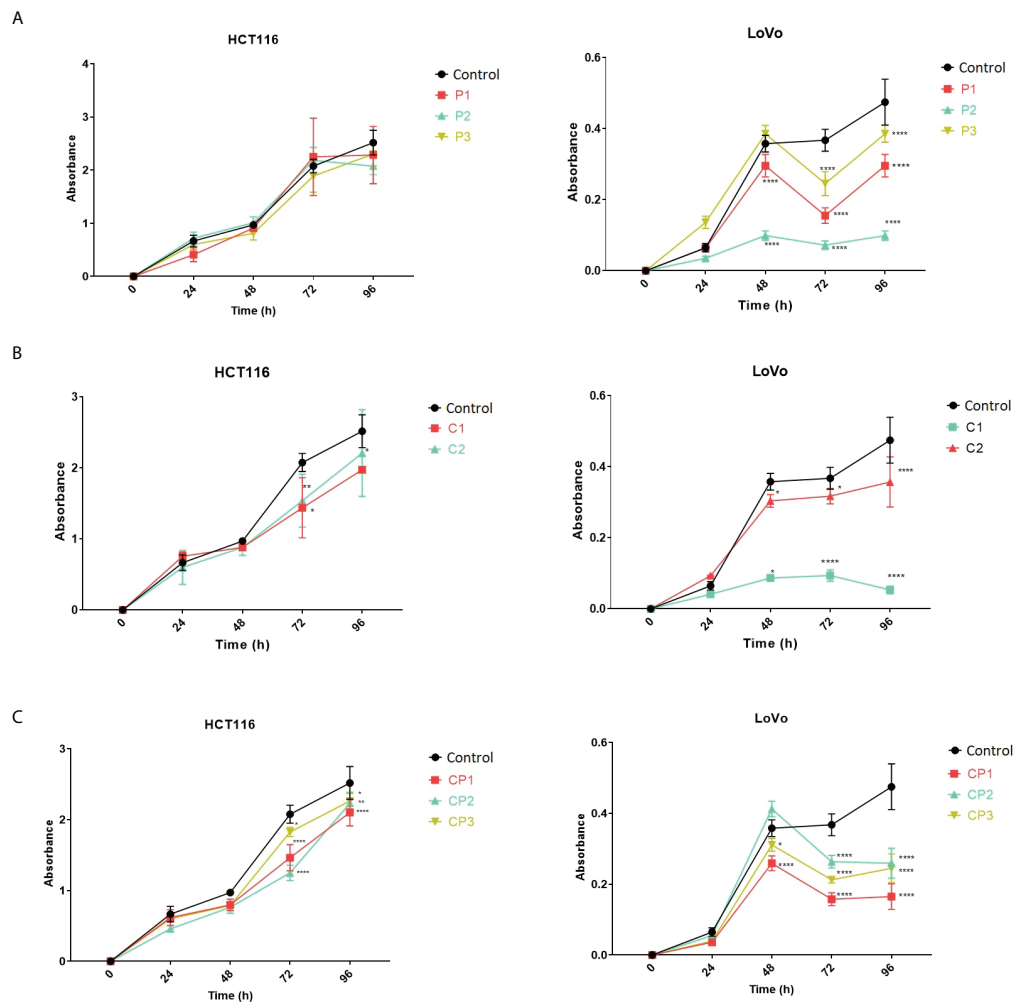 A
HCT116
Absorbance
4
3
2
1
0
0
24
48
72
96
Time (h)
Control
P1
P2
P3
LoVo
Absorbance
0.6
0.4
0.2
0.0
0
24
48
72
96
Time (h)
****
****
****
****
****
****
****
****
Control
P1
P2
P3
B
HCT116
Absorbance
3
2
1
0
0
24
48
72
96
Time (h)
**
*
*
Control
C1
C2
LoVo
Absorbance
0.6
0.4
0.2
0.0
0
24
48
72
96
Time (h)
*
*
****
*
****
****
Control
C1
C2
C
HCT116
Absorbance
3
2
1
0
0
24
48
72
96
Time (h)
*
****
****
*
**
****
Control
CP1
CP2
CP3
LoVo
Absorbance
0.6
0.4
0.2
0.0
0
24
48
72
96
Time (h)
*
****
****
****
****
****
****
****
Control
CP1
CP2
CP3